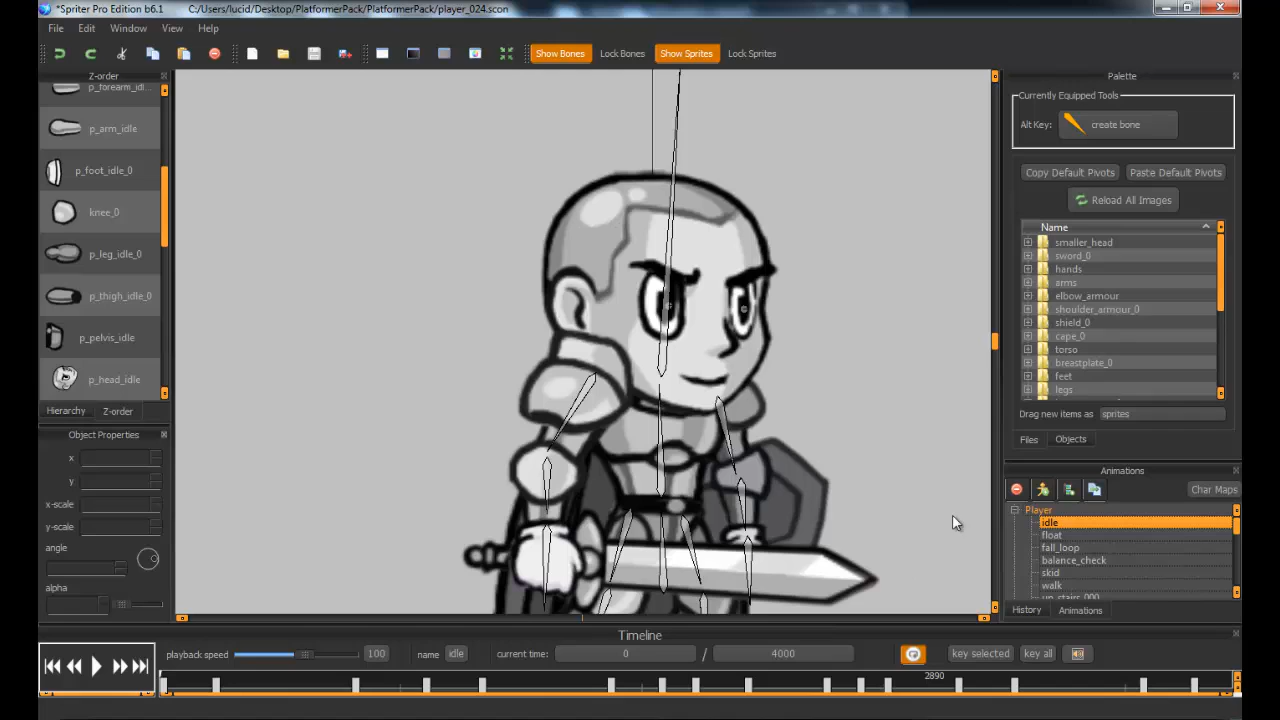 *Spriter Pro Edition b6.1 C:/Users/lucid/Desktop/PlatformerPack/PlatformerPack/player_024.scon
File Edit Window View Help
Show Bones Lock Bones Show Sprites Lock Sprites
Z-order
p_forearm_idl...
p_arm_idle
p_foot_idle_0
knee_0
p_leg_idle_0
p_thigh_idle_0
p_pelvis_idle
p_head_idle
Hierarchy Z-order
Object Properties
x
y
x-scale
y-scale
angle
alpha
Palette
Currently Equipped Tools
Alt Key: create bone
Copy Default Pivots Paste Default Pivots
Reload All Images
Name
smaller_head
sword_0
hands
arms
elbow_armour
shoulder_armour_0
shield_0
cape_0
torso
breastplate_0
feet
legs
Drag new items as sprites
Files Objects
Animations
Char Maps
Player
idle
float
fall_loop
balance_check
skid
walk
up_stairs_000
History Animations
Timeline
playback speed 100 name idle current time: 0 / 4000 key selected key all
2890